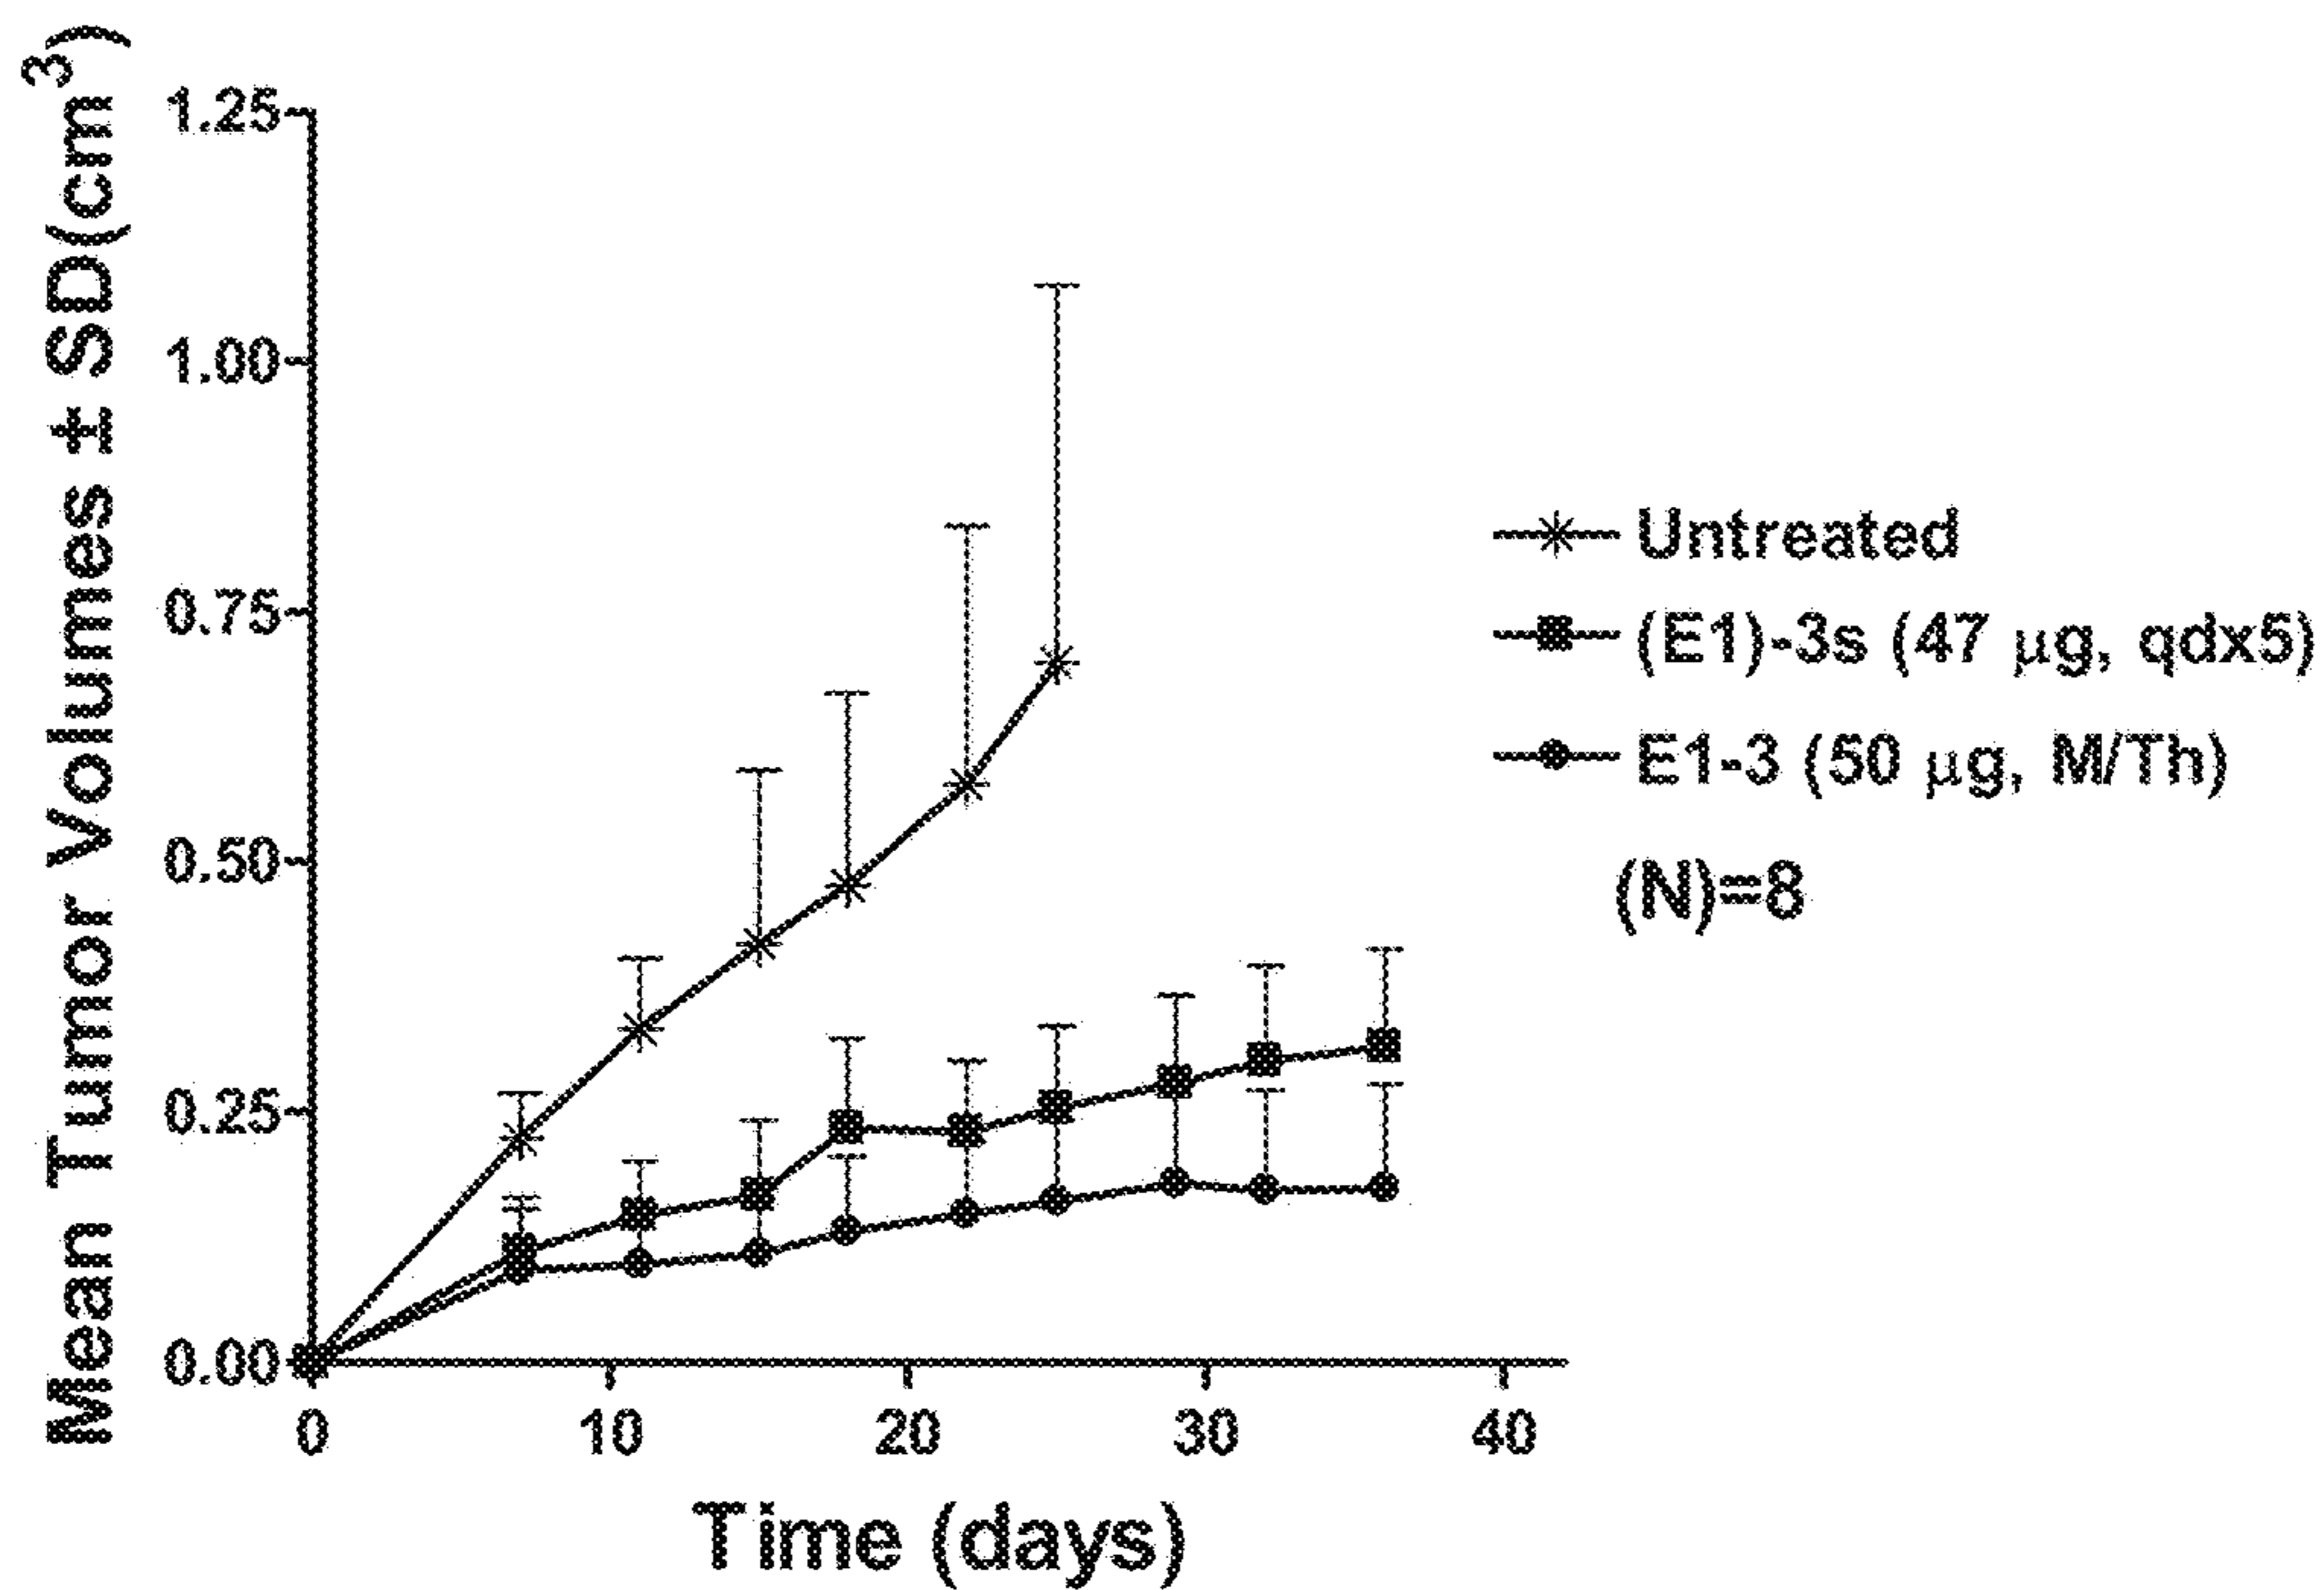 Mean Tumor Volumes ± SD(cm³)
1.25
1.00
0.75
0.50
0.25
0.00
0 10 20 30 40
Time (days)
Untreated
(E1)-3s (47 µg, qdx5)
E1-3 (50 µg, M/Th)
(N)=8